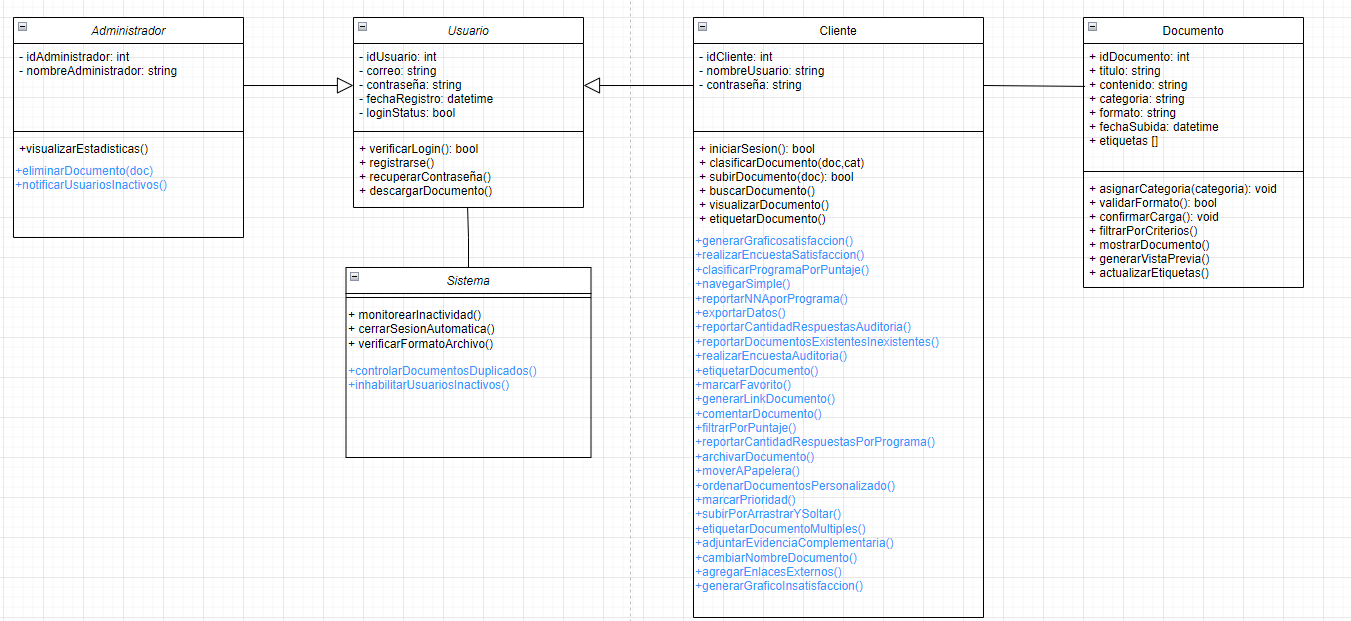 Administrador
- idAdministrador: int
- nombreAdministrador: string
+visualizarEstadisticas()
+eliminarDocumento(doc)
+notificarUsuariosInactivos()
Usuario
- idUsuario: int
- correo: string
- contraseña: string
- fechaRegistro: datetime
- loginStatus: bool
+ verificarLogin(): bool
+ registrarse()
+ recuperarContraseña()
+ descargarDocumento()
Sistema
+ monitorearInactividad()
+ cerrarSesionAutomatica()
+ verificarFormatoArchivo()
+controlarDocumentosDuplicados()
+inhabilitarUsuariosInactivos()
Cliente
- idCliente: int
- nombreUsuario: string
- contraseña: string
+ iniciarSesion(): bool
+ clasificarDocumento(doc,cat)
+ subirDocumento(doc): bool
+ buscarDocumento()
+ visualizarDocumento()
+ etiquetarDocumento()
+generarGraficosatisfaccion()
+realizarEncuestaSatisfaccion()
+clasificarProgramaPorPuntaje()
+navegarSimple()
+reportarNNAporPrograma()
+exportarDatos()
+reportarCantidadRespuestasAuditoria()
+reportarDocumentosExistentesInexistentes()
+realizarEncuestaAuditoria()
+etiquetarDocumento()
+marcarFavorito()
+generarLinkDocumento()
+comentarDocumento()
+filtrarPorPuntaje()
+reportarCantidadRespuestasPorPrograma()
+archivarDocumento()
+moverAPapelera()
+ordenarDocumentosPersonalizado()
+marcarPrioridad()
+subirPorArrastrarYSoltar()
+etiquetarDocumentoMultiples()
+adjuntarEvidenciaComplementaria()
+cambiarNombreDocumento()
+agregarEnlacesExternos()
+generarGraficoInsatisfaccion()
Documento
+ idDocumento: int
+ titulo: string
+ contenido: string
+ categoria: string
+ formato: string
+ fechaSubida: datetime
+ etiquetas []
+ asignarCategoria(categoria): void
+ validarFormato(): bool
+ confirmarCarga(): void
+ filtrarPorCriterios()
+ mostrarDocumento()
+ generarVistaPrevia()
+ actualizarEtiquetas()